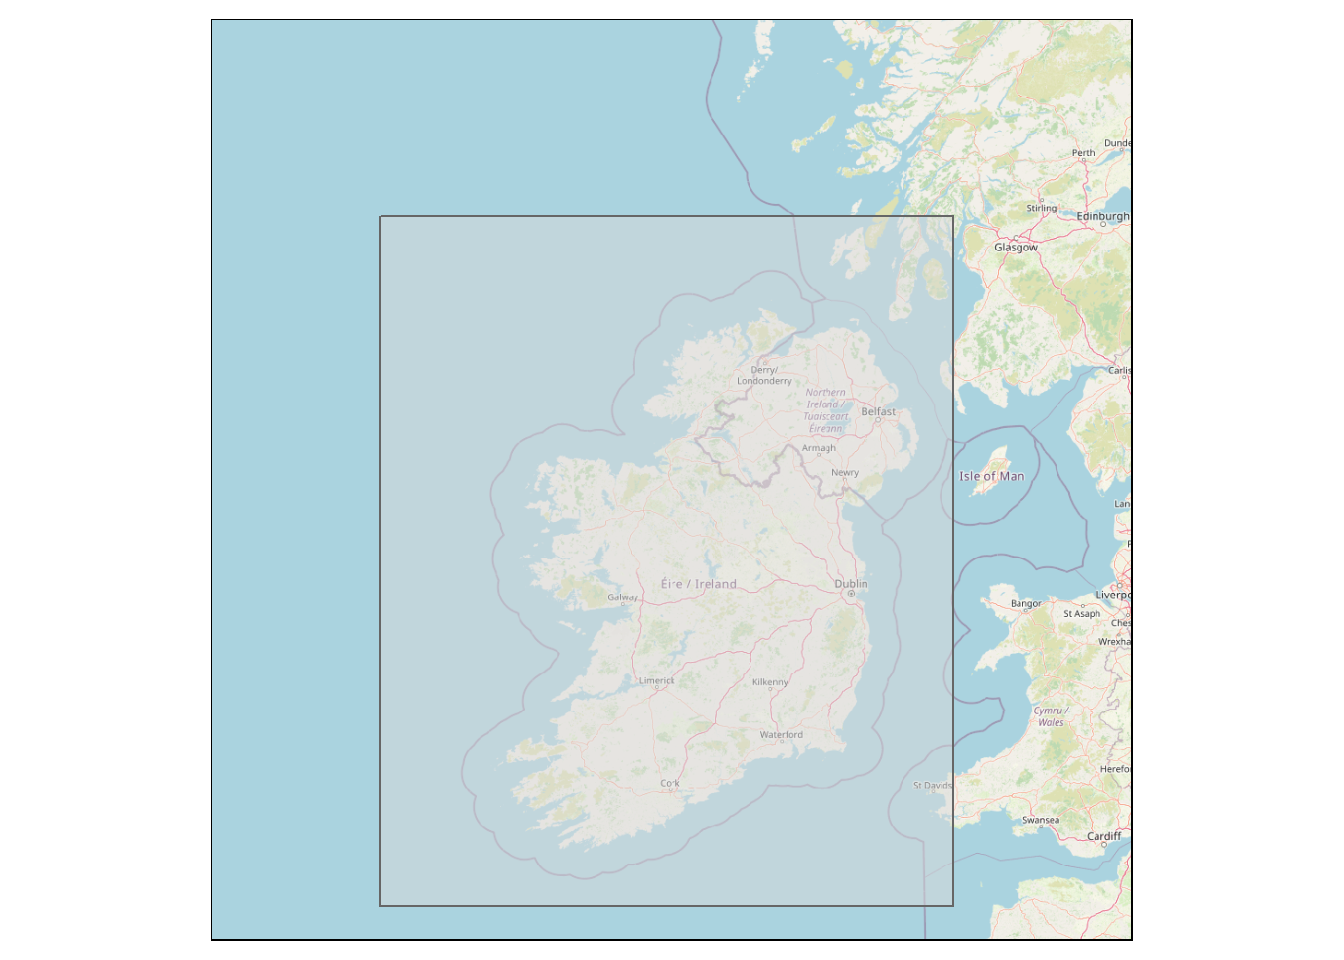 Dunde
Perth
Stirling
Edinburgh
Glasgow
Derry/
Londonderry
Carlis
Northern
Ireland /
Tuaisceart
Éireann
Belfast
Armagh
Newry
Isle of Man
Lan
P
Éire / Ireland
Dublin
Galway
Liverpo
Bangor
St Asaph
Ches
Wrexha
Limerick
Kilkenny
Cymru /
Wales
Waterford
Herefor
Cork
St Davids
Swansea
Cardiff